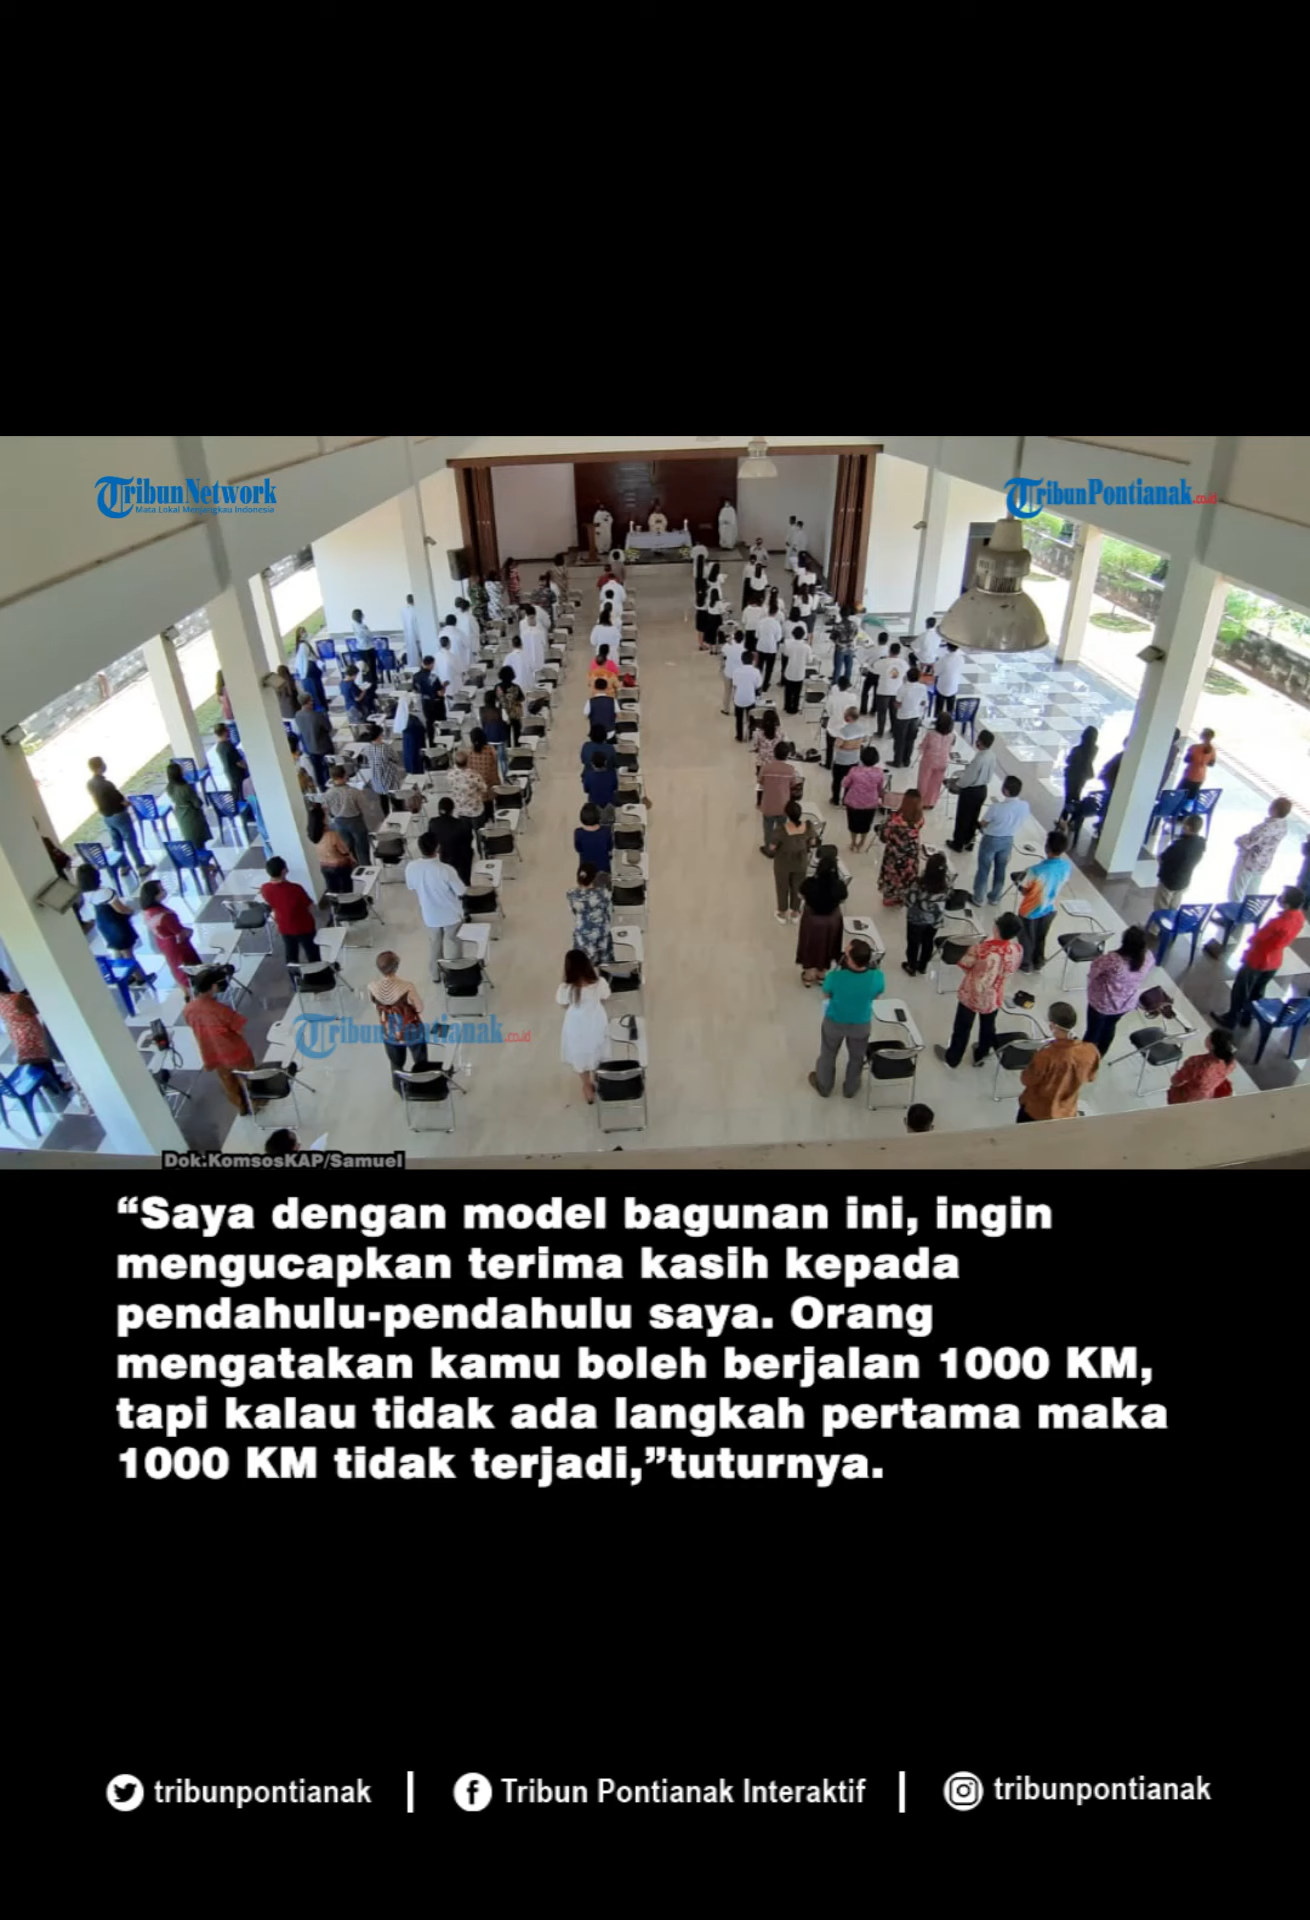 TribunNetwork
Mata Lokal Menjangkau Indonesia
TribunPontianak.co.id
TribunPontianak.co.id
Dok:KomsosKAP/Samuel
“Saya dengan model bagunan ini, ingin
mengucapkan terima kasih kepada
pendahulu-pendahulu saya. Orang
mengatakan kamu boleh berjalan 1000 KM,
tapi kalau tidak ada langkah pertama maka
1000 KM tidak terjadi,”tuturnya.
tribunpontianak | Tribun Pontianak Interaktif | tribunpontianak